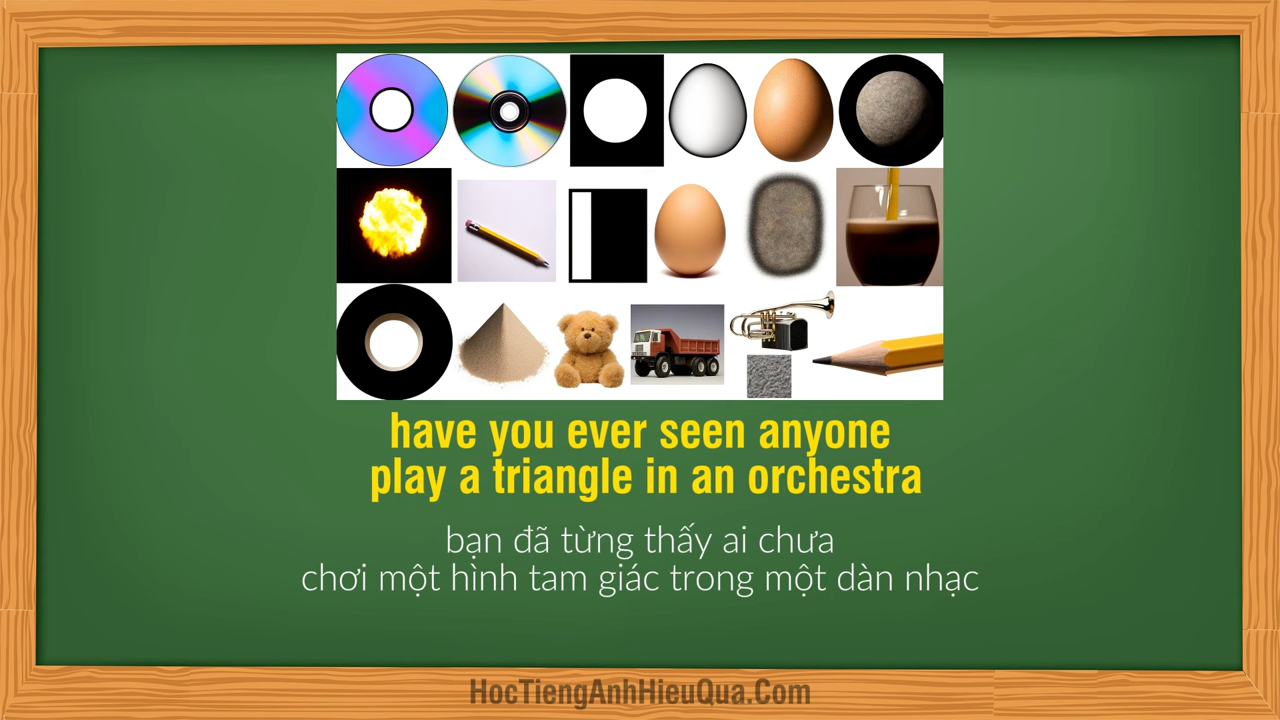 have you ever seen anyone
play a triangle in an orchestra
bạn đã từng thấy ai chưa
chơi một hình tam giác trong một dàn nhạc
HocTiengAnhHieuQua.Com